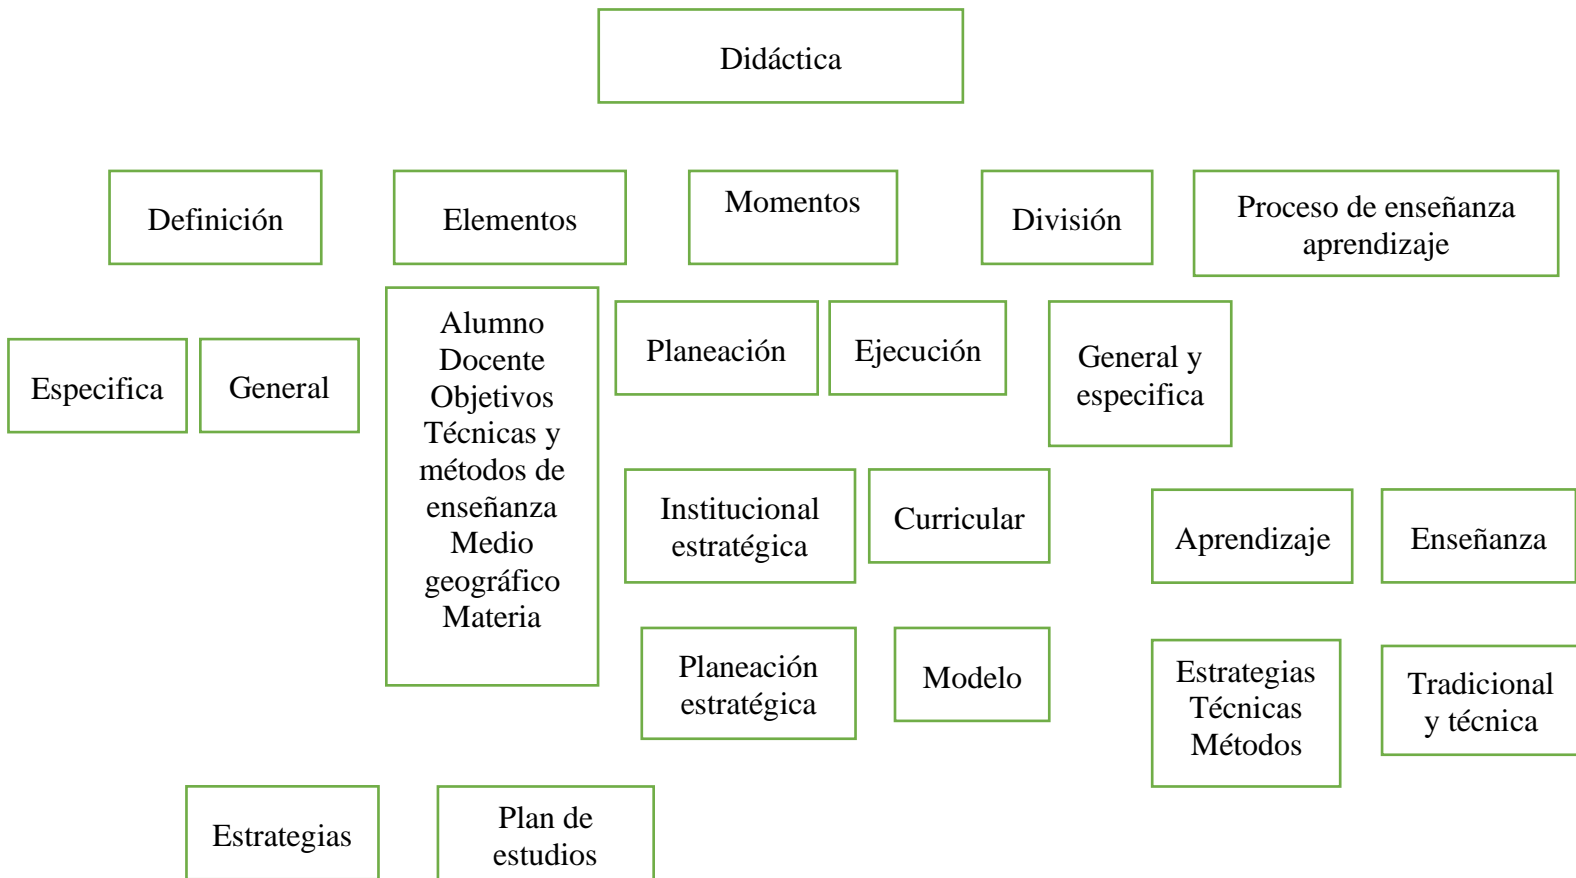 Didáctica
Definición
Elementos
Momentos
División
Proceso de enseñanza
aprendizaje
Especifica
General
Alumno
Docente
Objetivos
Técnicas y
métodos de
enseñanza
Medio
geográfico
Materia
Planeación
Ejecución
General y
especifica
Institucional
estratégica
Curricular
Aprendizaje
Enseñanza
Planeación
estratégica
Modelo
Estrategias
Técnicas
Métodos
Tradicional
y técnica
Estrategias
Plan de
estudios